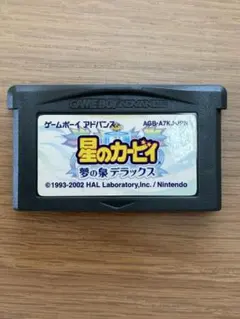 GAME BOY ADVANCE
ゲームボーイ アドバンス AGB-A7KJ-JPN
星のカービィ
夢の泉 デラックス
©1993-2002 HAL Laboratory,Inc. / Nintendo